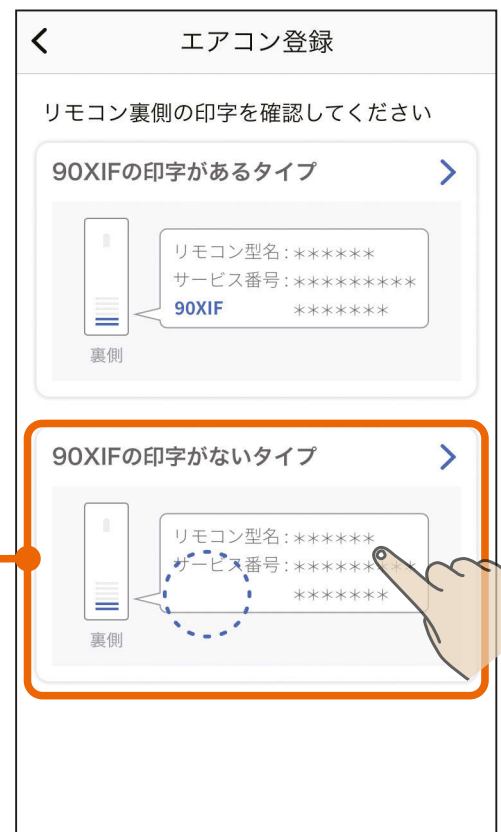 エアコン登録
リモコン裏側の印字を確認してください
90XIFの印字があるタイプ
リモコン型名:******
サービス番号:*********
90XIF *******
裏側
90XIFの印字がないタイプ
リモコン型名:******
サービス番号:*********
*******
裏側